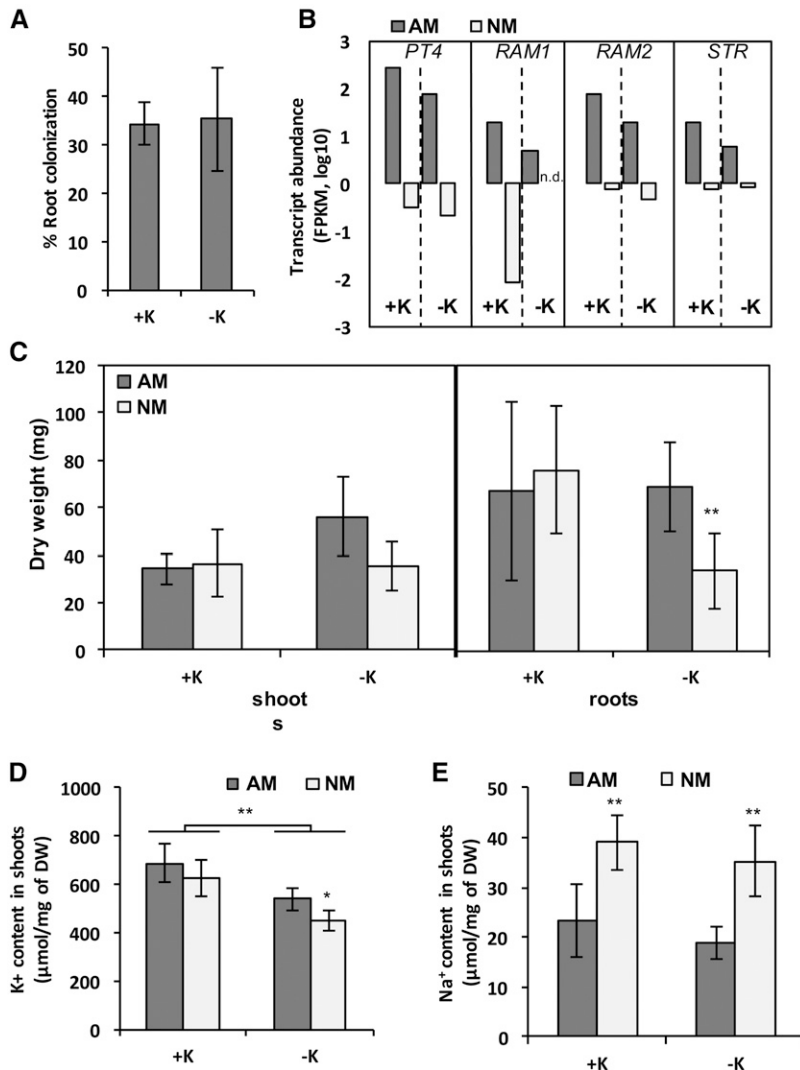 A
% Root colonization
50
40
30
20
10
0
+K
-K
B
AM
NM
Transcript abundance
(FPKM, log10)
3
2
1
0
-1
-2
-3
PT4
RAM1
RAM2
STR
n.d.
+K -K
+K -K
+K -K
+K -K
C
Dry weight (mg)
120
100
80
60
40
20
0
AM
NM
**
+K
-K
+K
-K
shoot
s
roots
D
AM
NM
K+ content in shoots
(µmol/mg of DW)
1000
800
600
400
200
0
**
*
+K
-K
E
AM
NM
Na+ content in shoots
(µmol/mg of DW)
50
40
30
20
10
0
**
**
+K
-K